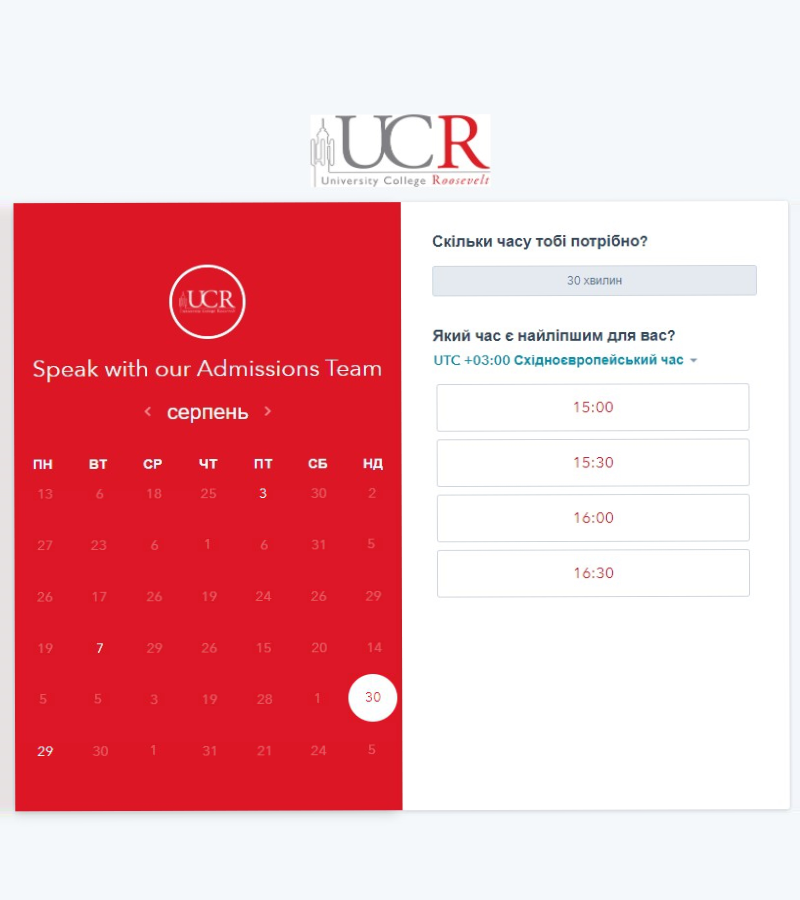 UCR
University College Roosevelt
UCR
Speak with our Admissions Team
серпень
ПН ВТ СР ЧТ ПТ СБ НД
13 6 18 25 3 30 2
27 23 6 1 6 31 5
26 17 26 19 24 26 29
19 7 29 26 15 20 14
5 5 3 19 28 1 30
29 30 1 31 21 24 5
Скільки часу тобі потрібно?
30 хвилин
Який час є найліпшим для вас?
UTC +03:00 Східноєвропейський час
15:00
15:30
16:00
16:30